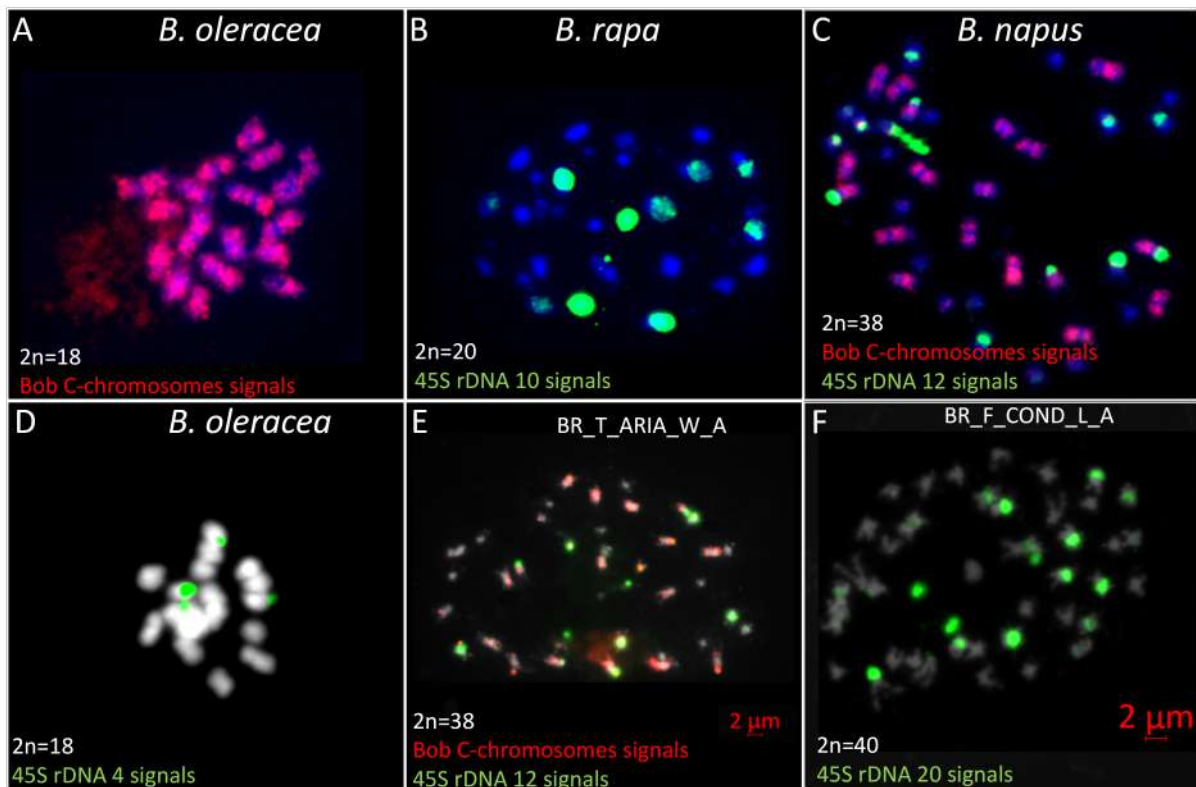 A
B. oleracea
2n=18
Bob C-chromosomes signals
B
B. rapa
2n=20
45S rDNA 10 signals
C
B. napus
2n=38
Bob C-chromosomes signals
45S rDNA 12 signals
D
B. oleracea
2n=18
45S rDNA 4 signals
E
BR_T_ARIA_W_A
2n=38
2 µm
Bob C-chromosomes signals
45S rDNA 12 signals
F
BR_F_COND_L_A
2 µm
2n=40
45S rDNA 20 signals